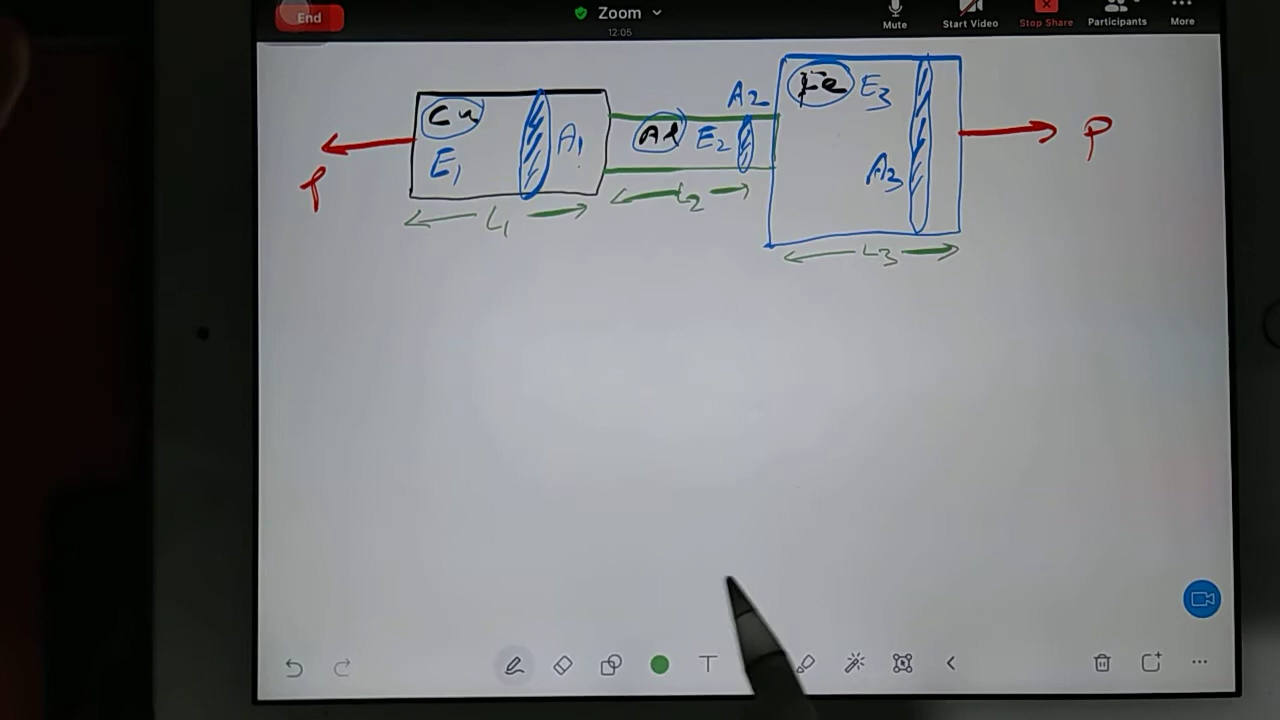 End
Zoom
12:05
Mute
Start Video
Stop Share
Participants
More
Cu
E1
A1
Al
E2
A2
Fe
E3
A3
P
P
L1
L2
L3
T